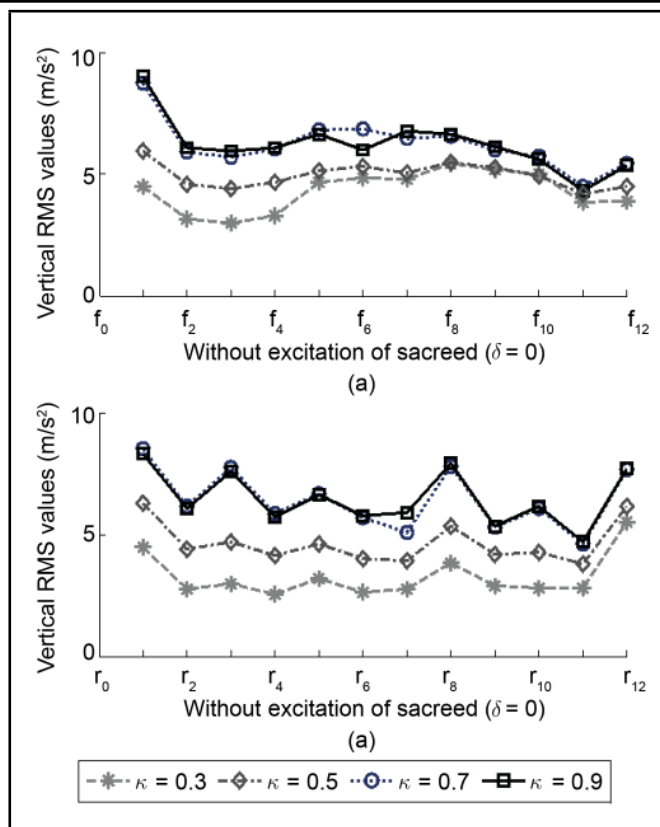 10
5
0
Vertical RMS values (m/s²)
f₀ f₂ f₄ f₆ f₈ f₁₀ f₁₂
Without excitation of sacreed (δ = 0)
(a)
10
5
0
Vertical RMS values (m/s²)
r₀ r₂ r₄ r₆ r₈ r₁₀ r₁₂
Without excitation of sacreed (δ = 0)
(a)
κ = 0.3 κ = 0.5 κ = 0.7 κ = 0.9